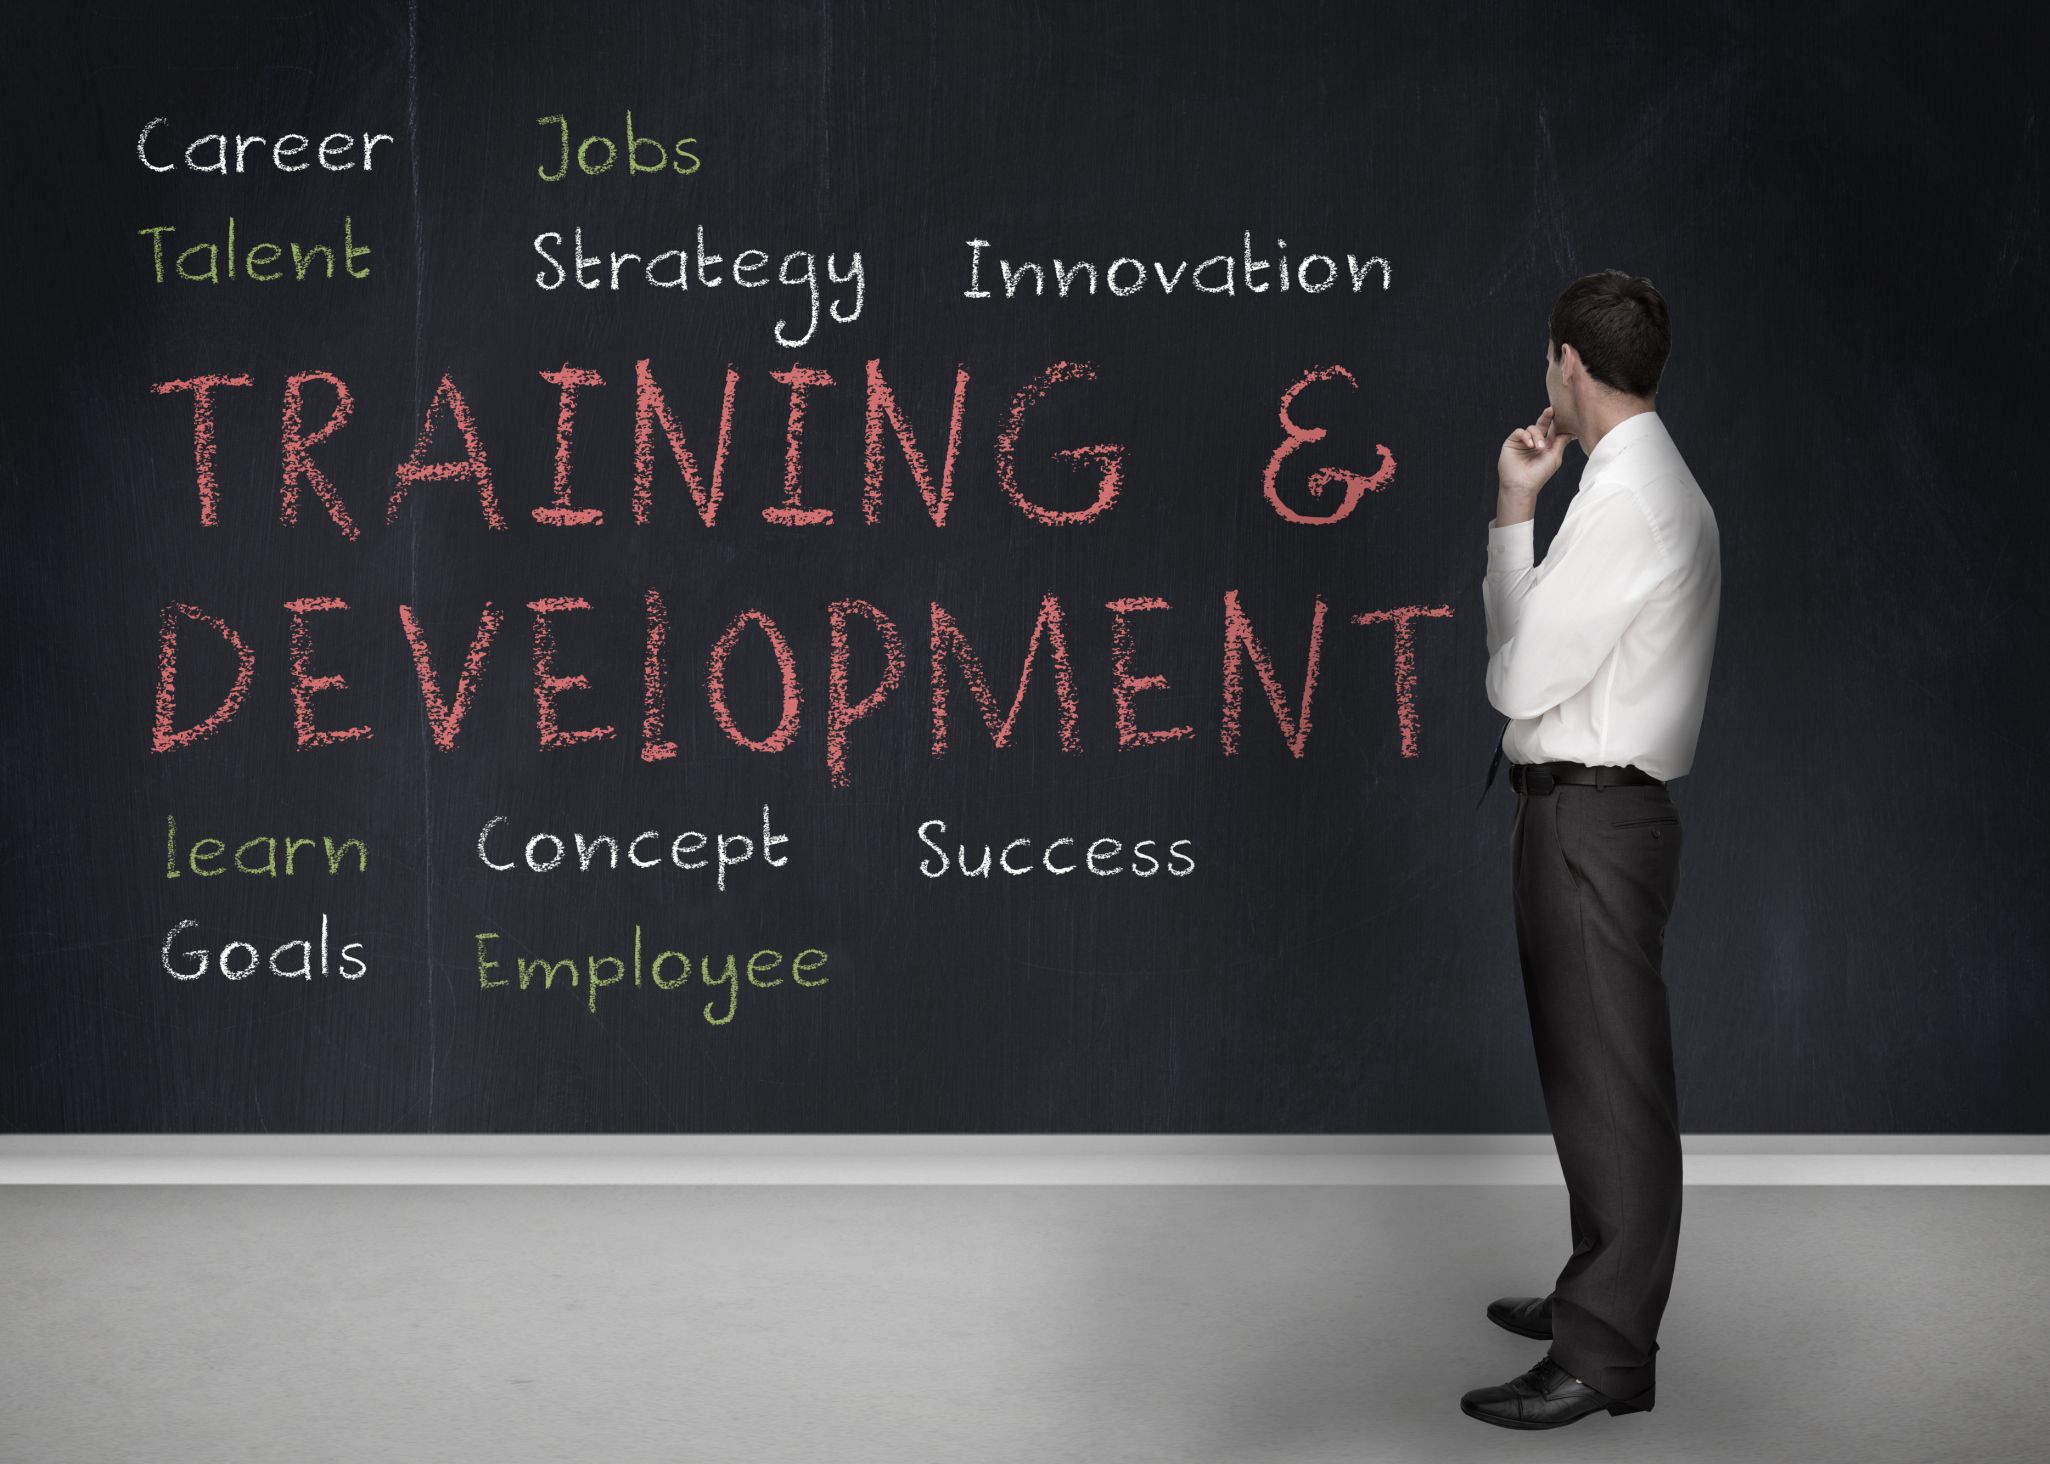 Career Jobs
Talent Strategy Innovation
TRAINING &
DEVELOPMENT
learn Concept Success
Goals Employee